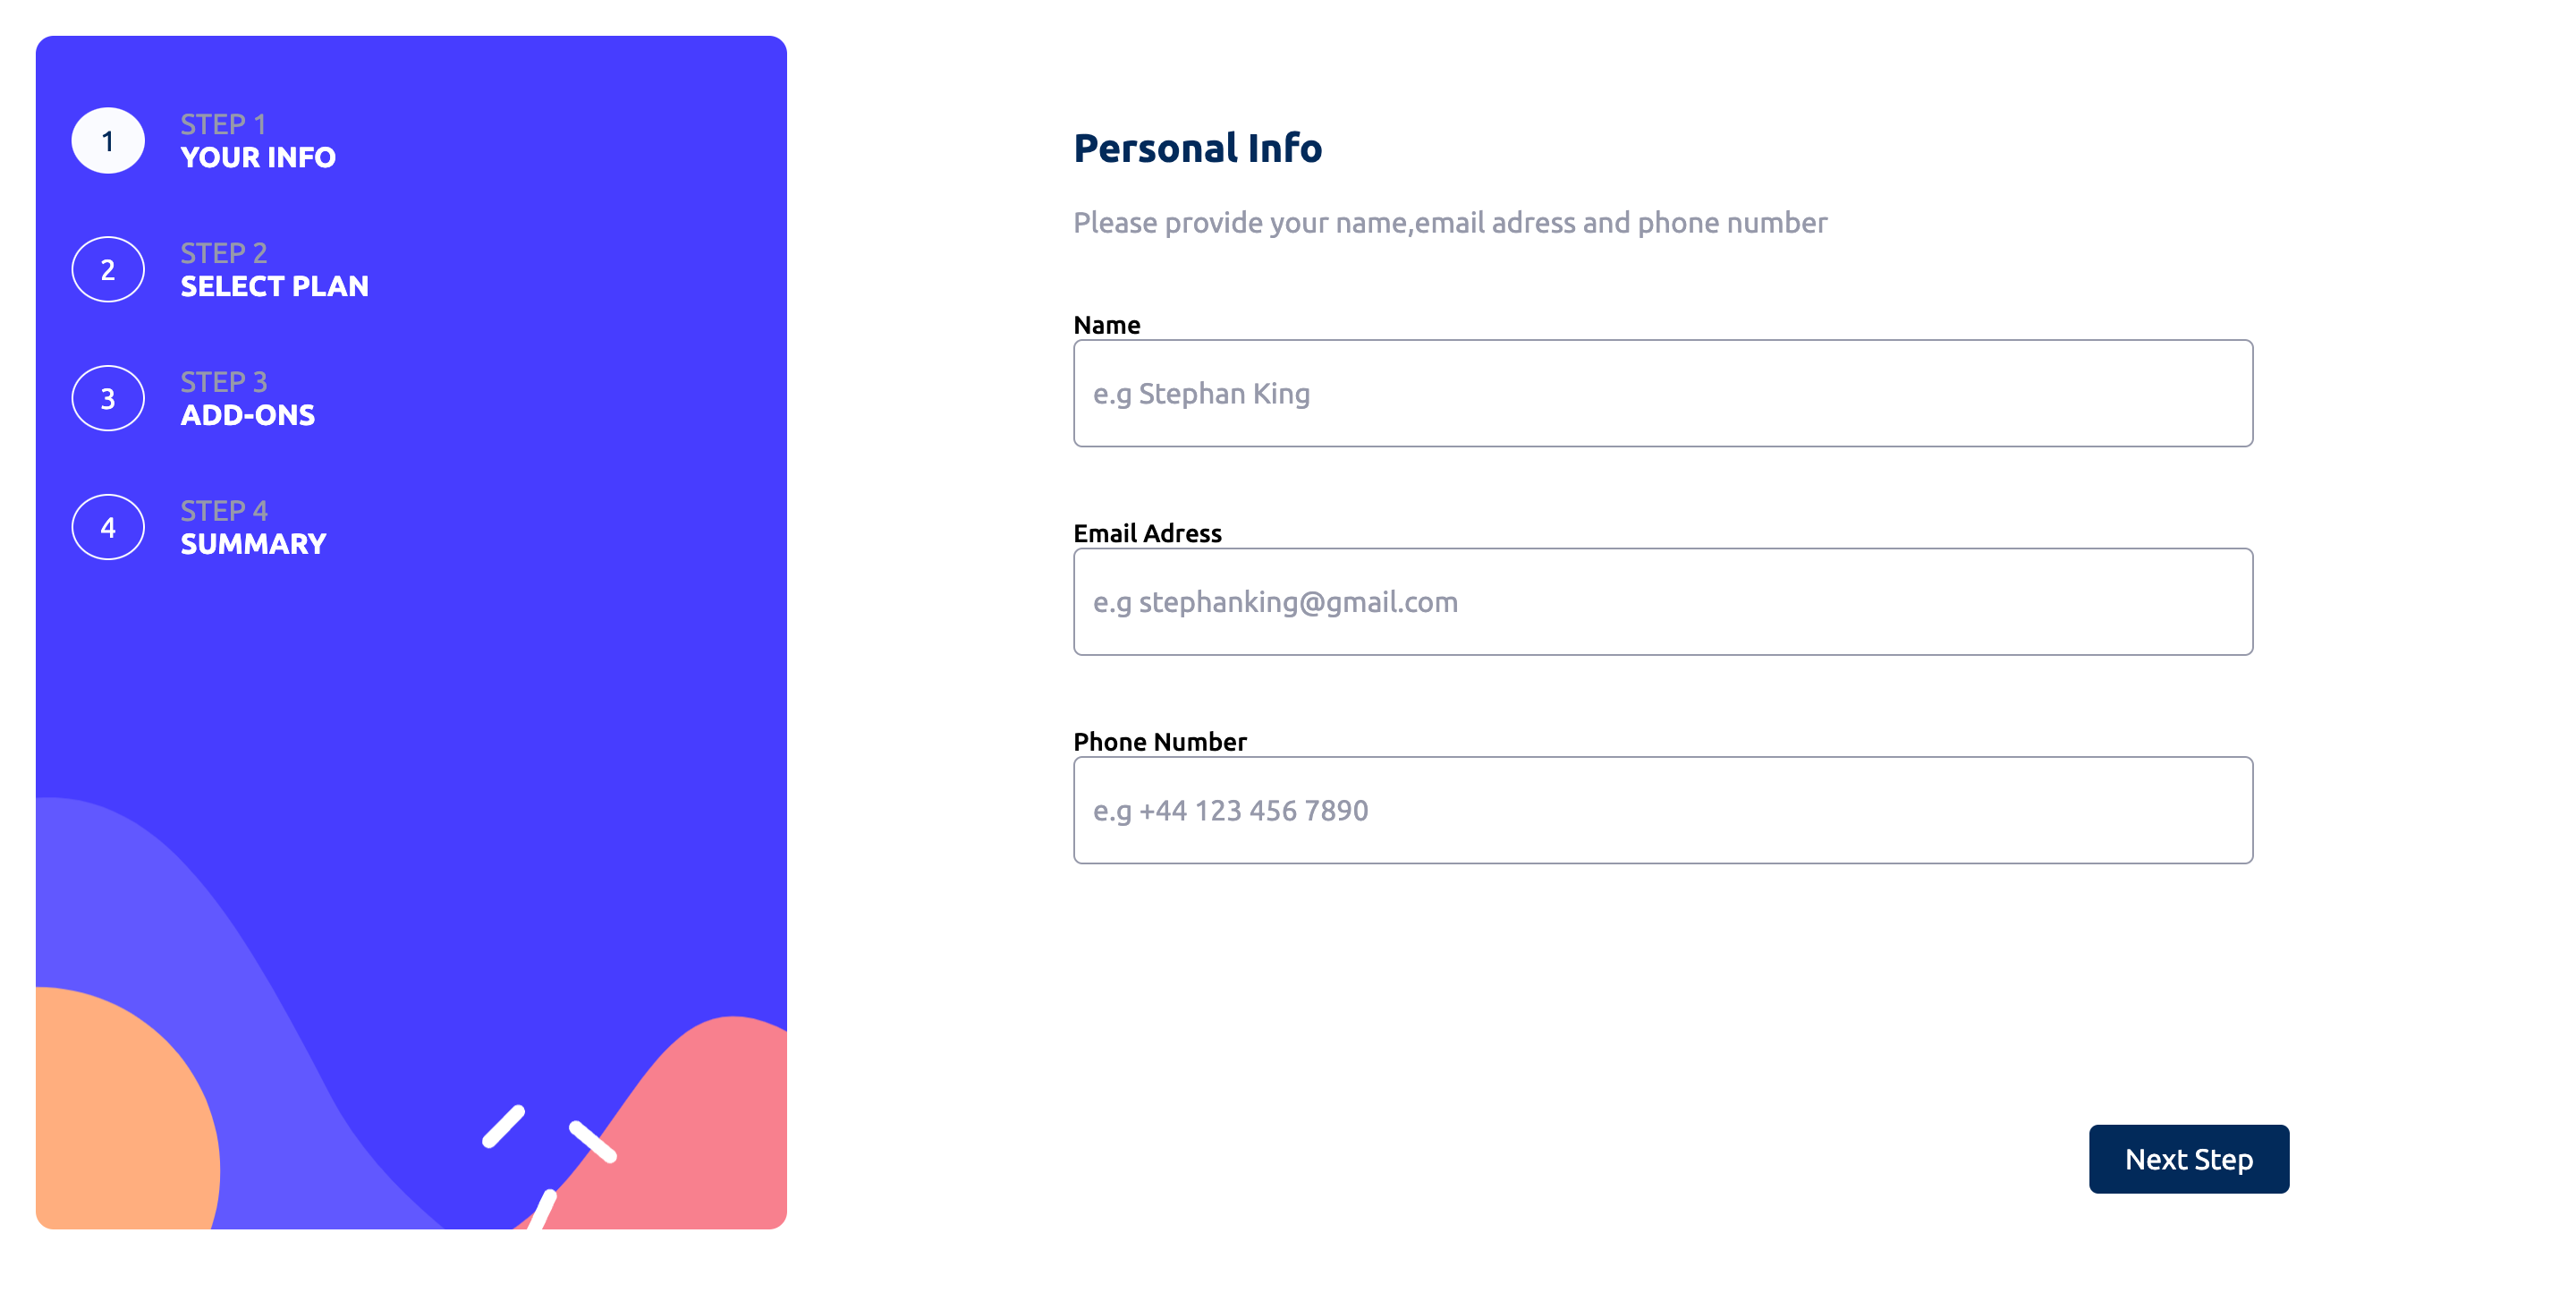 1
STEP 1
YOUR INFO
2
STEP 2
SELECT PLAN
3
STEP 3
ADD-ONS
4
STEP 4
SUMMARY
Personal Info
Please provide your name,email adress and phone number
Name
e.g Stephan King
Email Adress
e.g stephanking@gmail.com
Phone Number
e.g +44 123 456 7890
Next Step